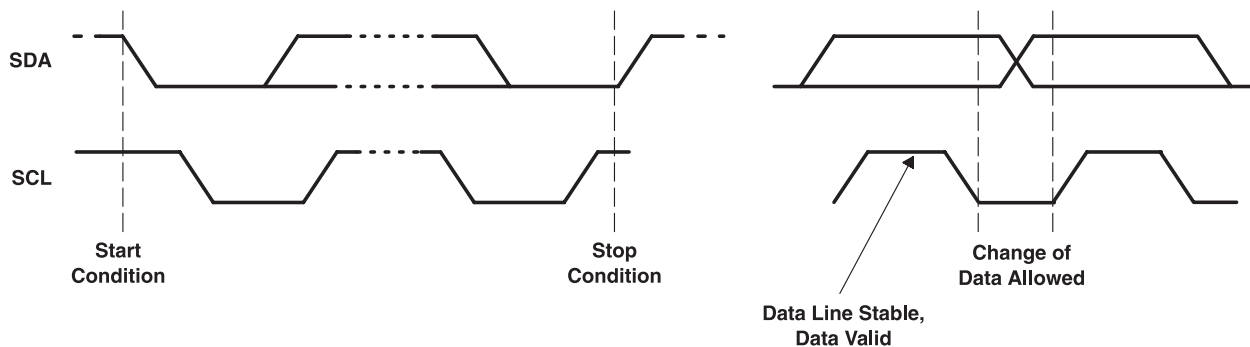 SDA
SCL
Start
Condition
Stop
Condition
Change of
Data Allowed
Data Line Stable,
Data Valid